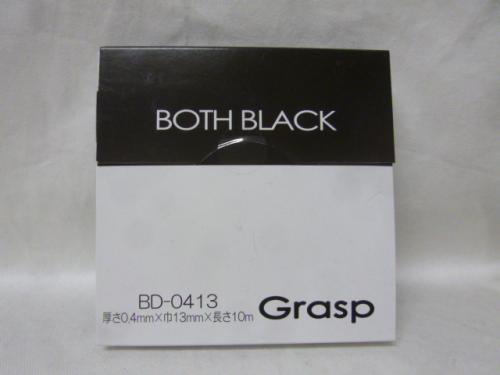 BOTH BLACK
BD-0413
厚さ0.4mm×巾13mm×長さ10m
Grasp